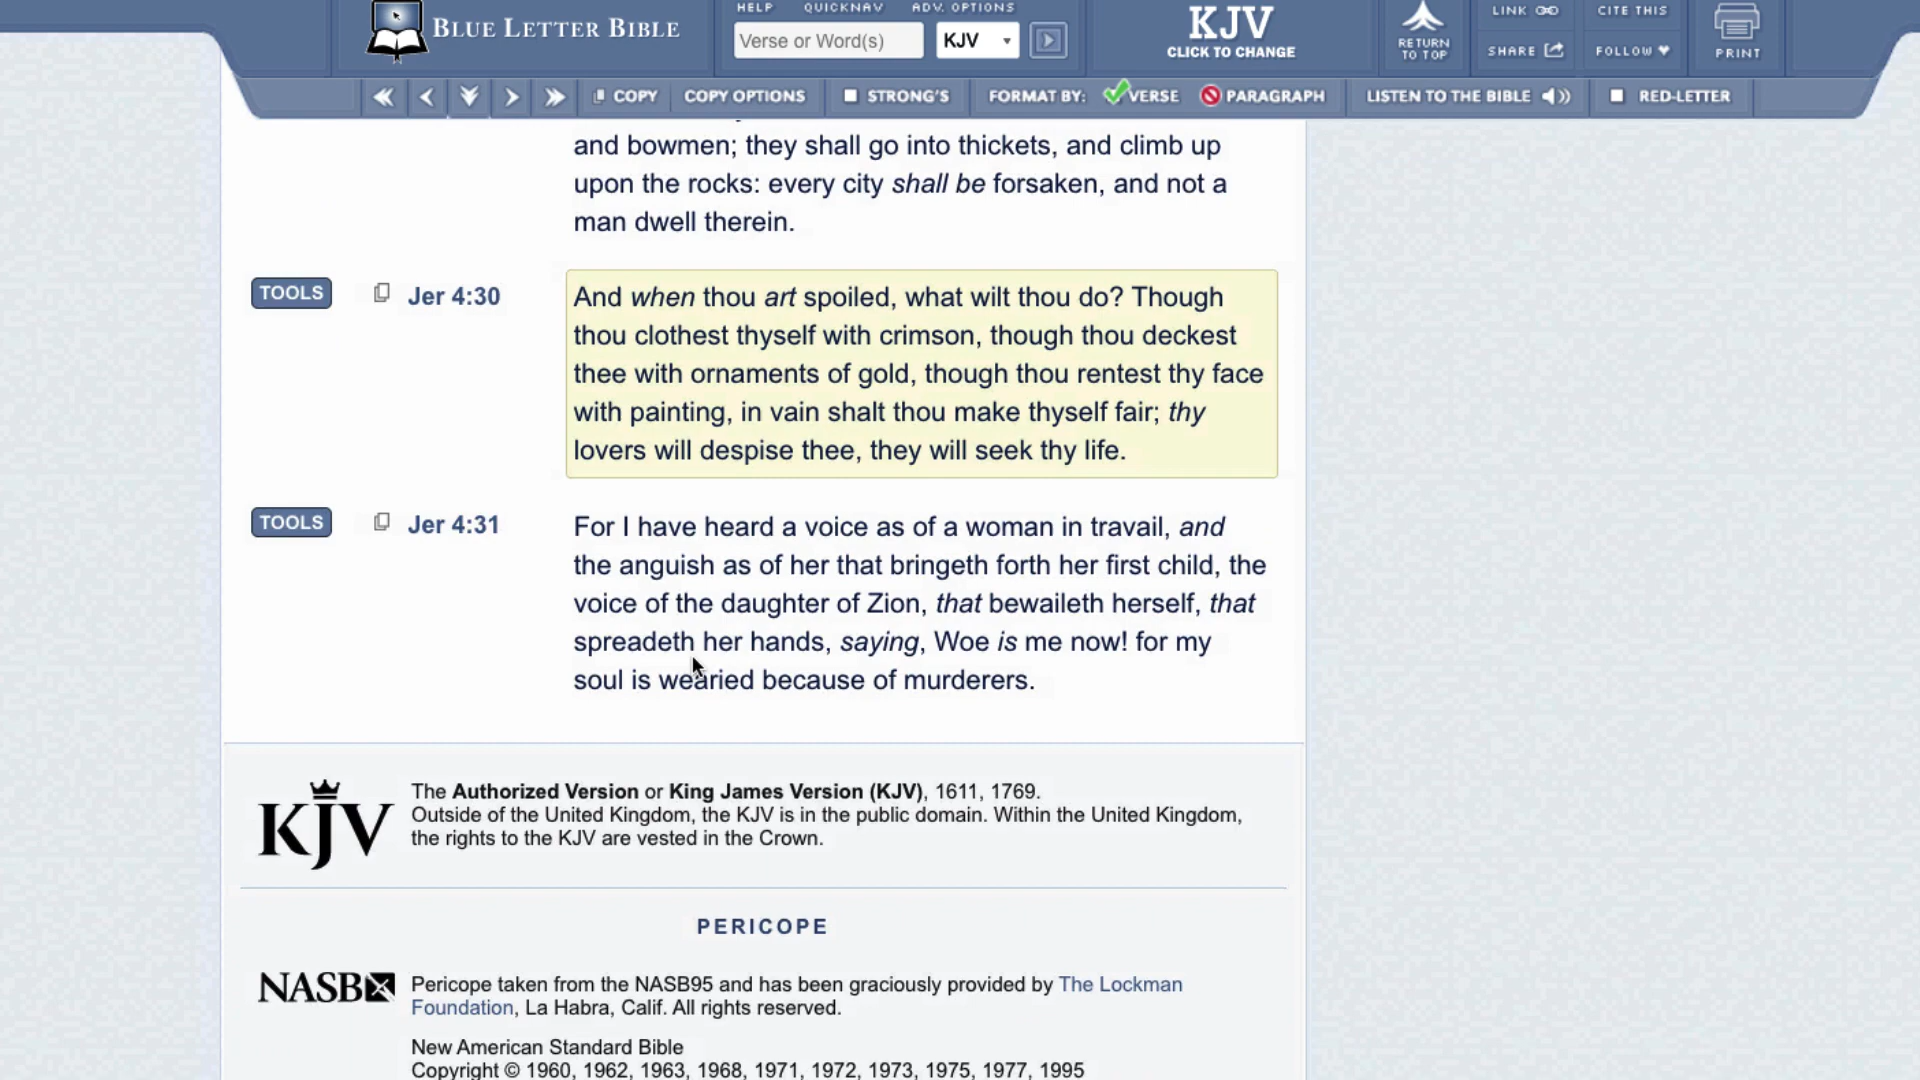 HELP QUICKNAV ADV. OPTIONS
BLUE LETTER BIBLE
Verse or Word(s)
KJV
KJV
CLICK TO CHANGE
RETURN
TO TOP
LINK
SHARE
CITE THIS
FOLLOW
PRINT
COPY COPY OPTIONS STRONG'S FORMAT BY: VERSE PARAGRAPH LISTEN TO THE BIBLE RED-LETTER
and bowmen; they shall go into thickets, and climb up
upon the rocks: every city shall be forsaken, and not a
man dwell therein.
TOOLS Jer 4:30
And when thou art spoiled, what wilt thou do? Though
thou clothest thyself with crimson, though thou deckest
thee with ornaments of gold, though thou rentest thy face
with painting, in vain shalt thou make thyself fair; thy
lovers will despise thee, they will seek thy life.
TOOLS Jer 4:31
For I have heard a voice as of a woman in travail, and
the anguish as of her that bringeth forth her first child, the
voice of the daughter of Zion, that bewaileth herself, that
spreadeth her hands, saying, Woe is me now! for my
soul is wearied because of murderers.
KJV
The Authorized Version or King James Version (KJV), 1611, 1769.
Outside of the United Kingdom, the KJV is in the public domain. Within the United Kingdom,
the rights to the KJV are vested in the Crown.
PERICOPE
NASB
Pericope taken from the NASB95 and has been graciously provided by The Lockman
Foundation, La Habra, Calif. All rights reserved.
New American Standard Bible
Copyright © 1960, 1962, 1963, 1968, 1971, 1972, 1973, 1975, 1977, 1995